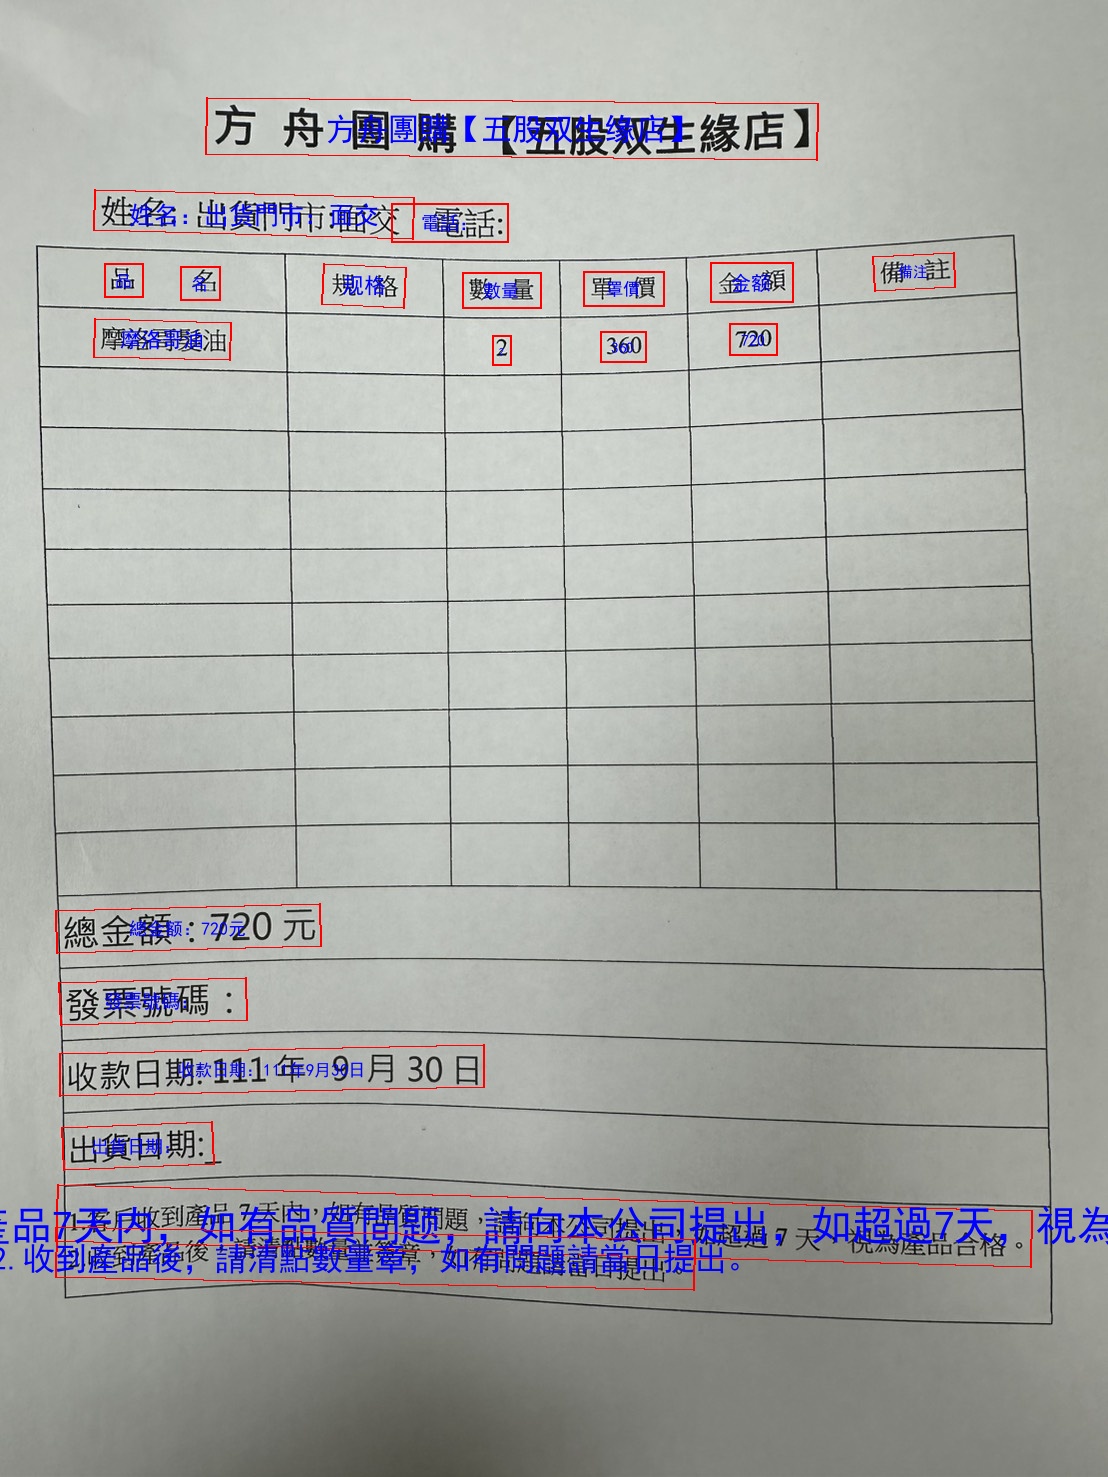 方舟團購【五股双生緣店】
姓名:出貨門市:面交 電話:
品名 規格 數量 單價 金額 備註
摩洛哥髮油 2 360 720
總金額：720 元
發票號碼：
收款日期: 111 年 9 月 30 日
出貨日期:_
1.客戶收到產品 7 天內，如有品質問題，請向本公司提出，如超過 7 天，視為產品合格。
2.收到產品後，請清點數量並簽章，如有問題請當日提出。